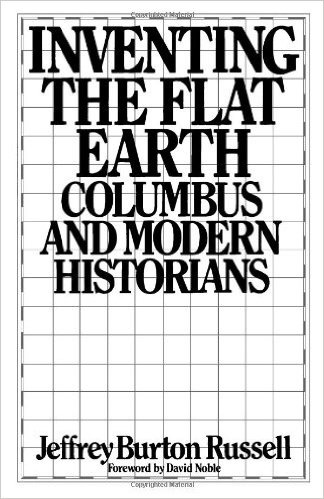 INVENTING
THE FLAT
EARTH
COLUMBUS
AND MODERN
HISTORIANS
Jeffrey Burton Russell
Foreword by David Noble